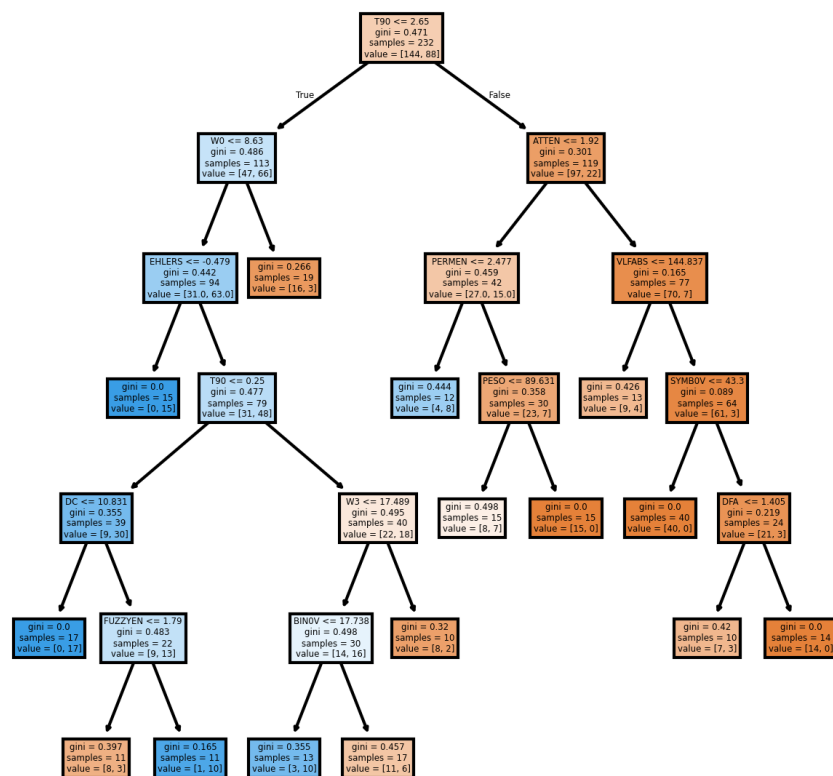 T90 <= 2.65
gini = 0.471
samples = 232
value = [144, 88]
True
False
W0 <= 8.63
gini = 0.486
samples = 113
value = [47, 66]
ATTEN <= 1.92
gini = 0.301
samples = 119
value = [97, 22]
EHLERS <= -0.479
gini = 0.442
samples = 94
value = [31.0, 63.0]
gini = 0.266
samples = 19
value = [16, 3]
PERMEN <= 2.477
gini = 0.459
samples = 42
value = [27.0, 15.0]
VLFABS <= 144.837
gini = 0.165
samples = 77
value = [70, 7]
gini = 0.0
samples = 15
value = [0, 15]
T90 <= 0.25
gini = 0.477
samples = 79
value = [31, 48]
gini = 0.444
samples = 12
value = [4, 8]
PESO <= 89.631
gini = 0.358
samples = 30
value = [23, 7]
gini = 0.426
samples = 13
value = [9, 4]
SYMB0V <= 43.3
gini = 0.089
samples = 64
value = [61, 3]
DC <= 10.831
gini = 0.355
samples = 39
value = [9, 30]
W3 <= 17.489
gini = 0.495
samples = 40
value = [22, 18]
gini = 0.498
samples = 15
value = [8, 7]
gini = 0.0
samples = 15
value = [15, 0]
gini = 0.0
samples = 40
value = [40, 0]
DFA <= 1.405
gini = 0.219
samples = 24
value = [21, 3]
gini = 0.0
samples = 17
value = [0, 17]
FUZZYEN <= 1.79
gini = 0.483
samples = 22
value = [9, 13]
BIN0V <= 17.738
gini = 0.498
samples = 30
value = [14, 16]
gini = 0.32
samples = 10
value = [8, 2]
gini = 0.42
samples = 10
value = [7, 3]
gini = 0.0
samples = 14
value = [14, 0]
gini = 0.397
samples = 11
value = [8, 3]
gini = 0.165
samples = 11
value = [1, 10]
gini = 0.355
samples = 13
value = [3, 10]
gini = 0.457
samples = 17
value = [11, 6]